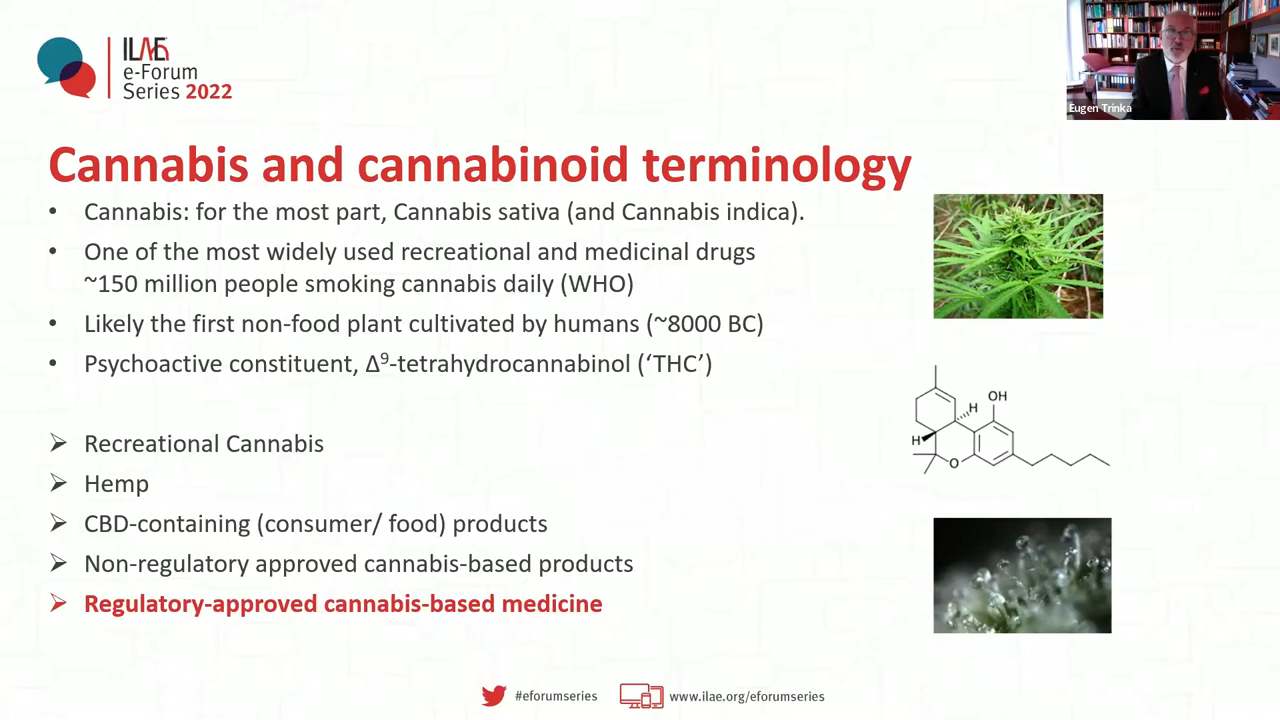 ILAE
e-Forum
Series 2022
Eugen Trinka
Cannabis and cannabinoid terminology
• Cannabis: for the most part, Cannabis sativa (and Cannabis indica).
• One of the most widely used recreational and medicinal drugs
~150 million people smoking cannabis daily (WHO)
• Likely the first non-food plant cultivated by humans (~8000 BC)
• Psychoactive constituent, Δ⁹-tetrahydrocannabinol (‘THC’)
OH
H
H
O
➢ Recreational Cannabis
➢ Hemp
➢ CBD-containing (consumer/ food) products
➢ Non-regulatory approved cannabis-based products
➢ Regulatory-approved cannabis-based medicine
#eforumseries
www.ilae.org/eforumseries